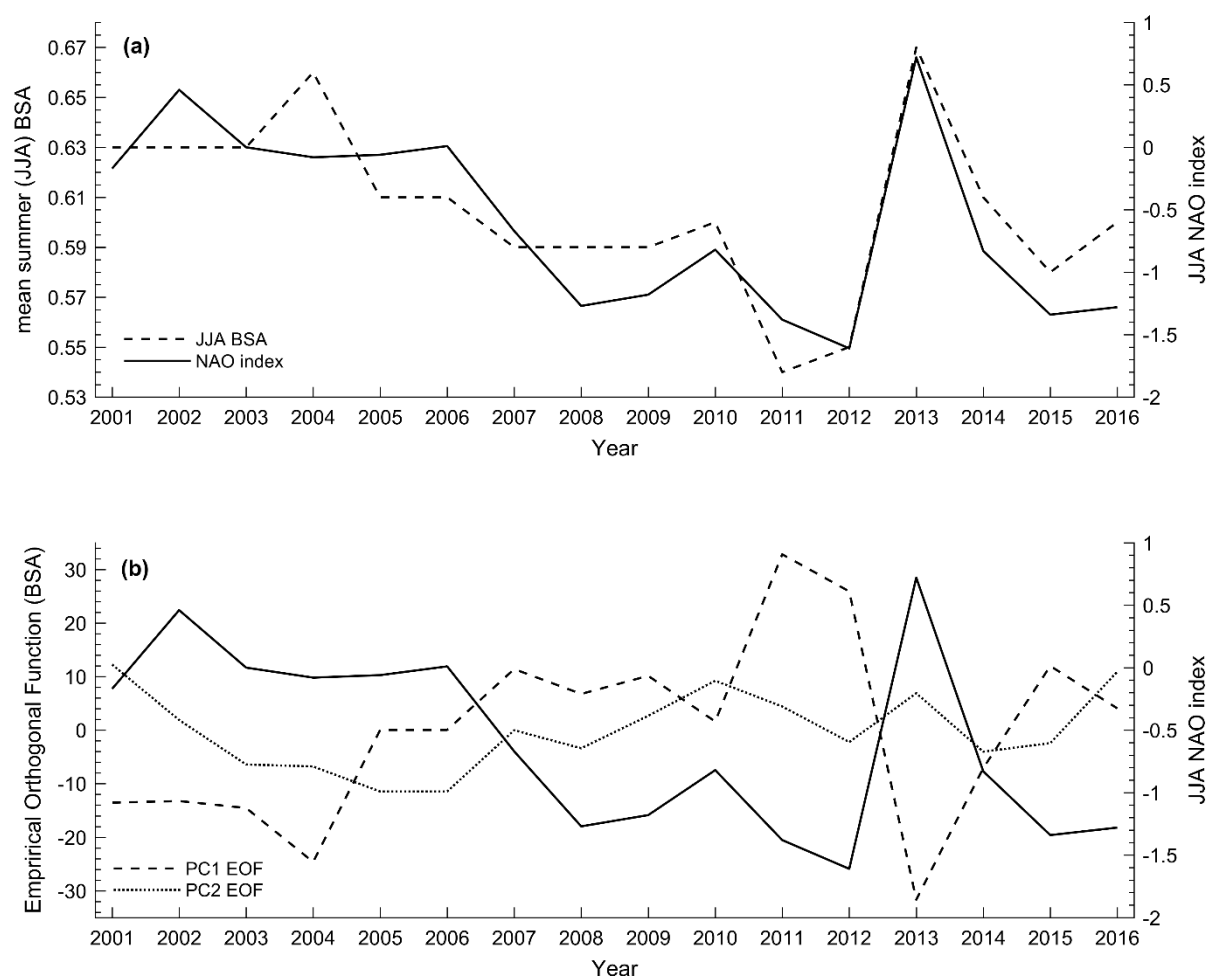 (a)
mean summer (JJA) BSA
0.67
0.65
0.63
0.61
0.59
0.57
0.55
0.53
1
0.5
0
-0.5
-1
-1.5
-2
JJA NAO index
JJA BSA
NAO index
2001 2002 2003 2004 2005 2006 2007 2008 2009 2010 2011 2012 2013 2014 2015 2016
Year
(b)
Emprirical Orthogonal Function (BSA)
30
20
10
0
-10
-20
-30
1
0.5
0
-0.5
-1
-1.5
-2
JJA NAO index
PC1 EOF
PC2 EOF
2001 2002 2003 2004 2005 2006 2007 2008 2009 2010 2011 2012 2013 2014 2015 2016
Year